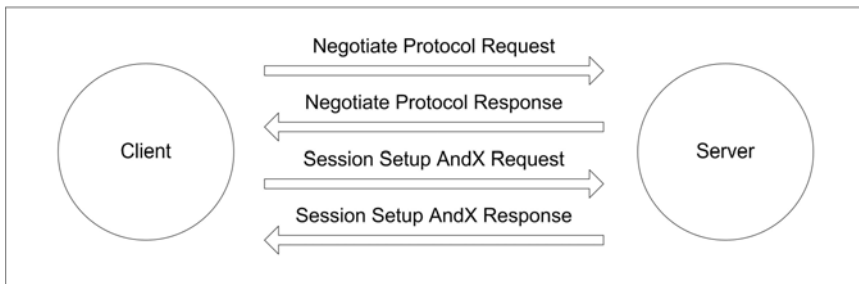 Negotiate Protocol Request
Negotiate Protocol Response
Client
Session Setup AndX Request
Server
Session Setup AndX Response